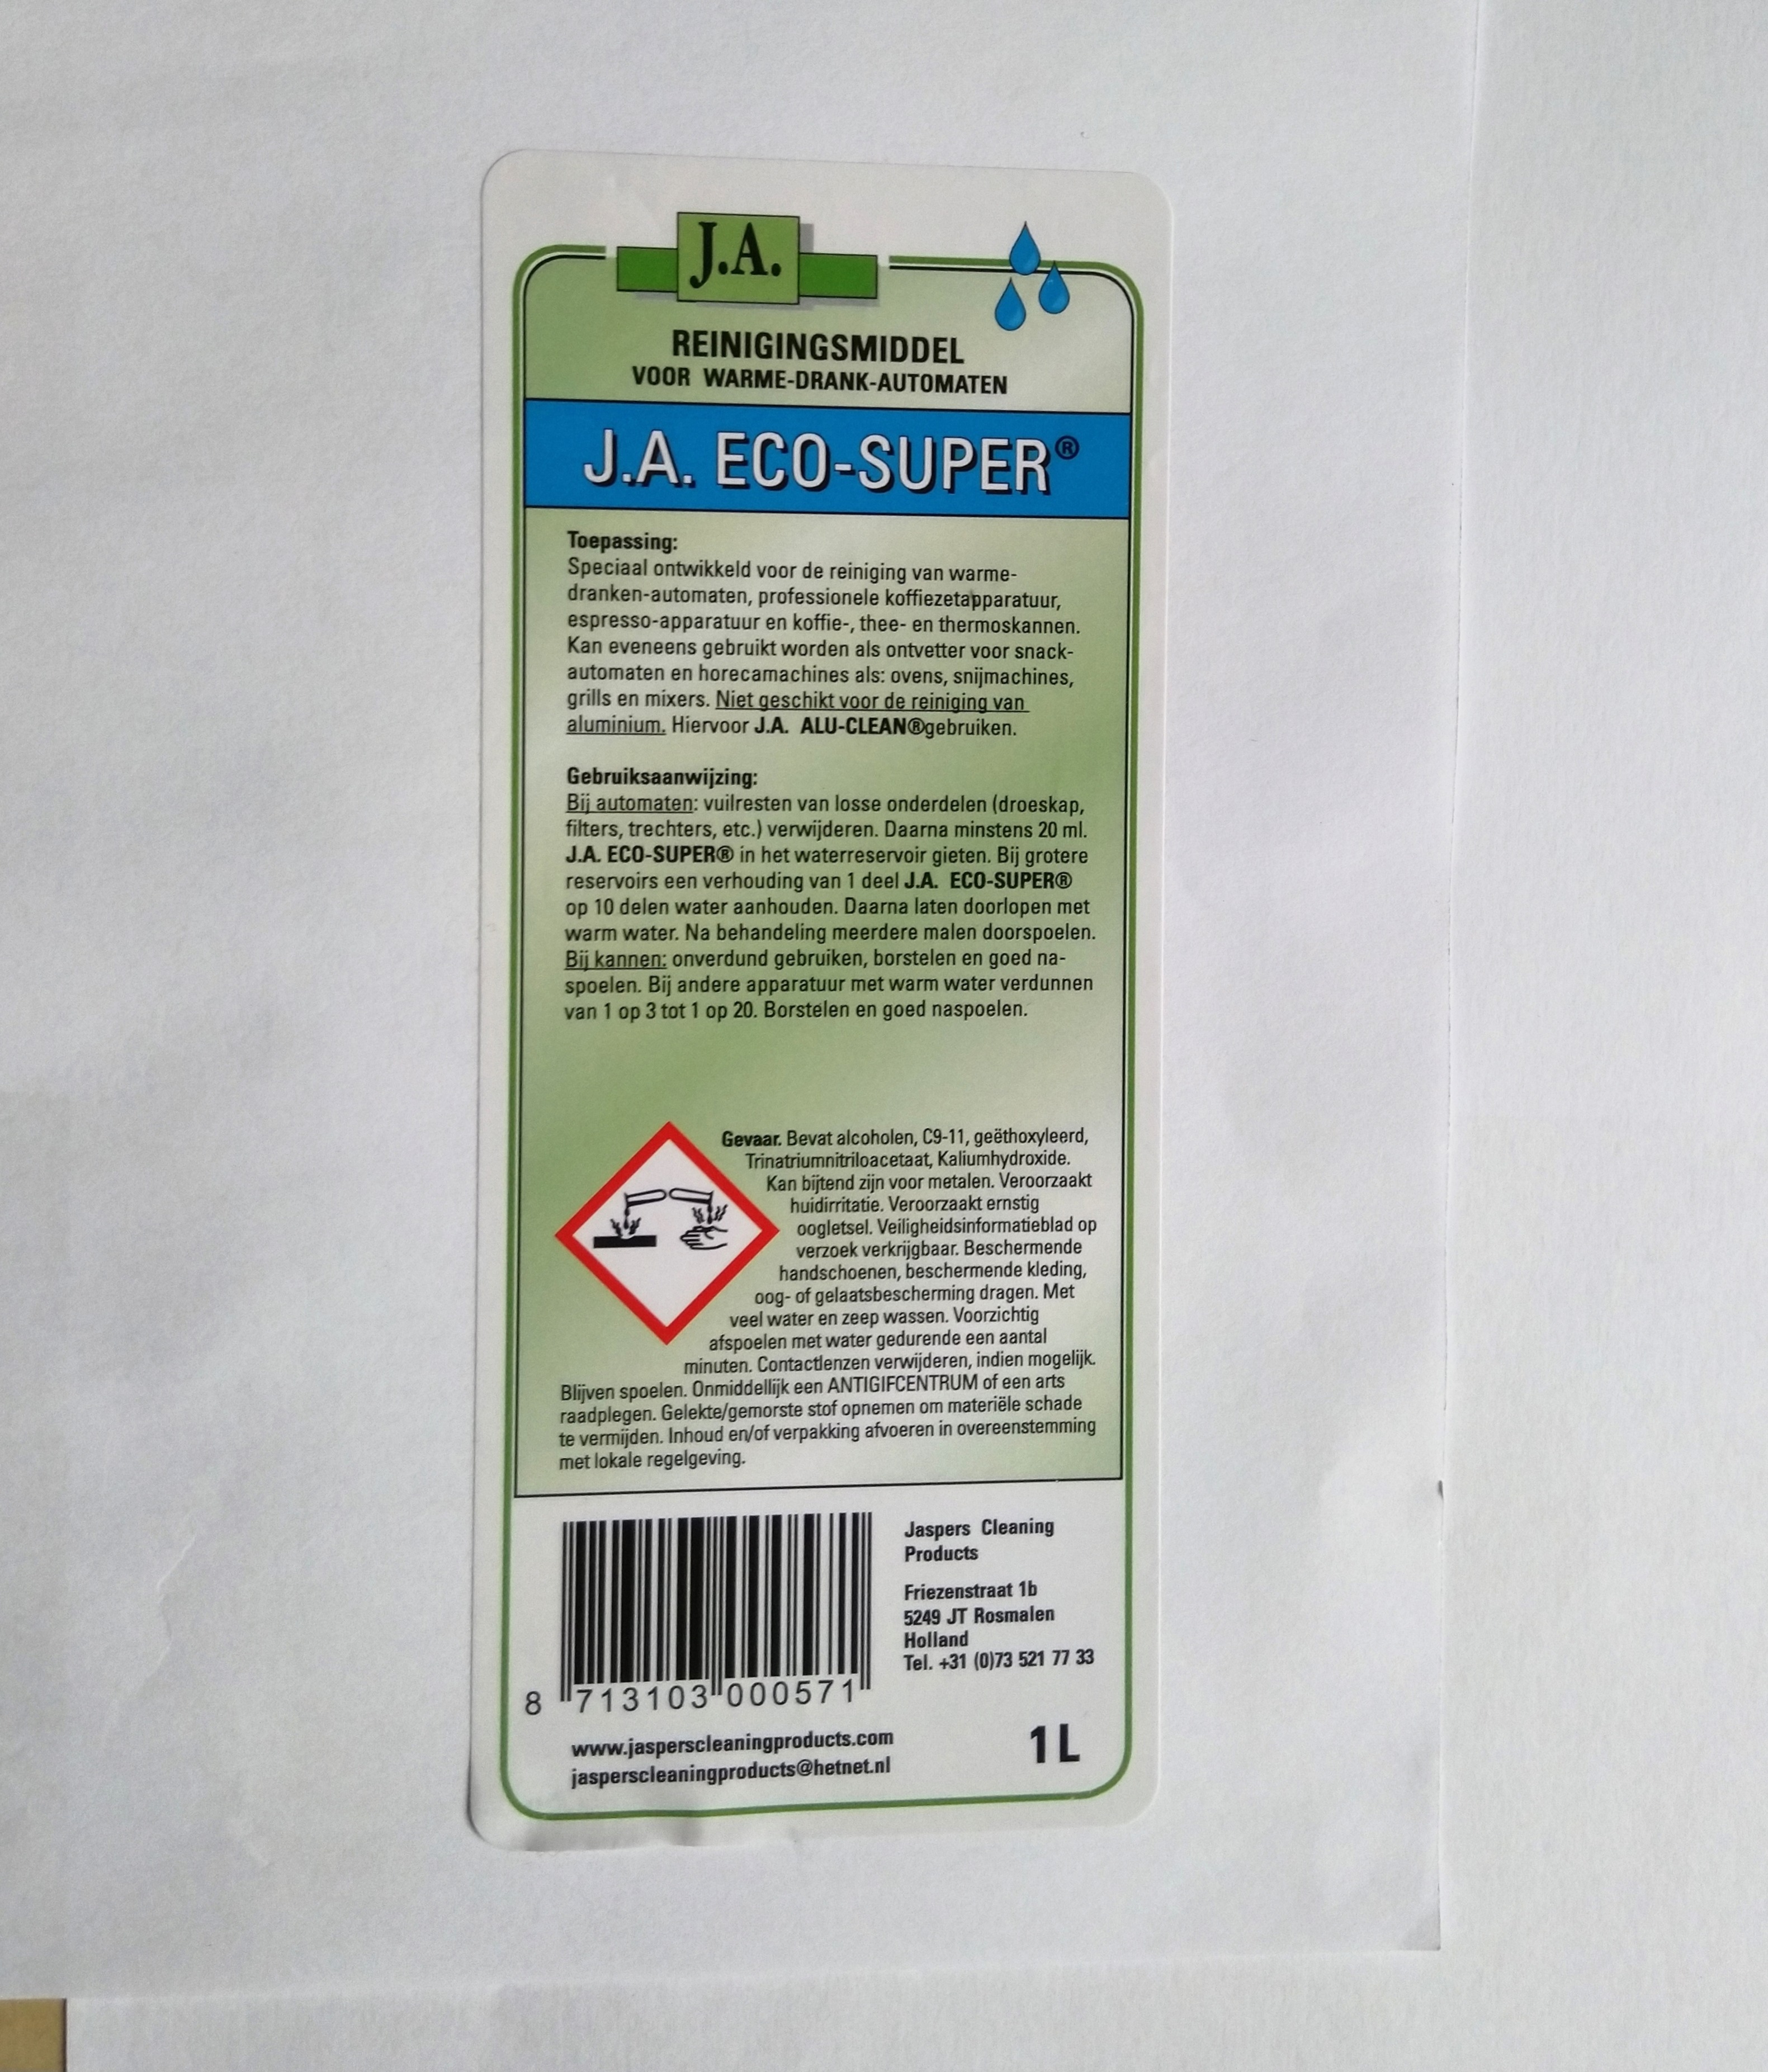 J.A.
REINIGINGSMIDDEL
VOOR WARME-DRANK-AUTOMATEN
J.A. ECO-SUPER®
Toepassing:
Speciaal ontwikkeld voor de reiniging van warme-
dranken-automaten, professionele koffiezetapparatuur,
espresso-apparatuur en koffie-, thee- en thermoskannen.
Kan eveneens gebruikt worden als ontvetter voor snack-
automaten en horecamachines als: ovens, snijmachines,
grills en mixers. Niet geschikt voor de reiniging van
aluminium. Hiervoor J.A. ALU-CLEAN®gebruiken.
Gebruiksaanwijzing:
Bij automaten: vuilresten van losse onderdelen (droeskap,
filters, trechters, etc.) verwijderen. Daarna minstens 20 ml.
J.A. ECO-SUPER® in het waterreservoir gieten. Bij grotere
reservoirs een verhouding van 1 deel J.A. ECO-SUPER®
op 10 delen water aanhouden. Daarna laten doorlopen met
warm water. Na behandeling meerdere malen doorspoelen.
Bij kannen: onverdund gebruiken, borstelen en goed na-
spoelen. Bij andere apparatuur met warm water verdunnen
van 1 op 3 tot 1 op 20. Borstelen en goed naspoelen.
Gevaar. Bevat alcoholen, C9-11, geëthoxyleerd,
Trinatriumnitriloacetaat, Kaliumhydroxide.
Kan bijtend zijn voor metalen. Veroorzaakt
huidirritatie. Veroorzaakt ernstig
oogletsel. Veiligheidsinformatieblad op
verzoek verkrijgbaar. Beschermende
handschoenen, beschermende kleding,
oog- of gelaatsbescherming dragen. Met
veel water en zeep wassen. Voorzichtig
afspoelen met water gedurende een aantal
minuten. Contactlenzen verwijderen, indien mogelijk.
Blijven spoelen. Onmiddellijk een ANTIGIFCENTRUM of een arts
raadplegen. Gelekte/gemorste stof opnemen om materiële schade
te vermijden. Inhoud en/of verpakking afvoeren in overeenstemming
met lokale regelgeving.
Jaspers Cleaning
Products
Friezenstraat 1b
5249 JT Rosmalen
Holland
Tel. +31 (0)73 521 77 33
8 713103 000571
www.jasperscleaningproducts.com
jasperscleaningproducts@hetnet.nl
1 L